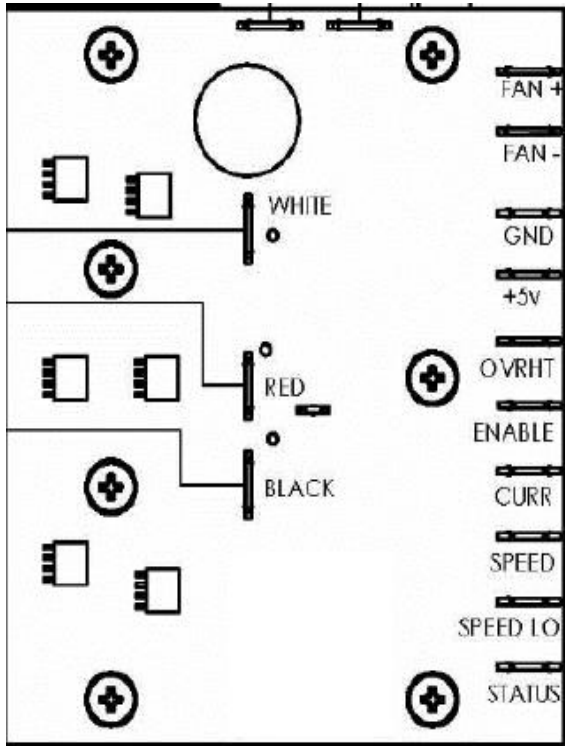 FAN +
FAN -
WHITE
GND
+5v
OVRHT
RED
ENABLE
BLACK
CURR
SPEED
SPEED LO
STATUS